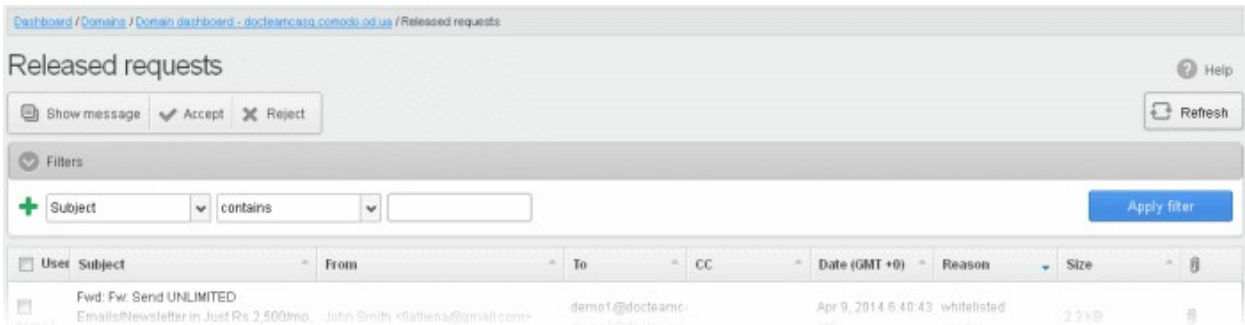 Dashboard / Domains / Domain dashboard - docteamcasg.comodo.od.ua / Released requests
Released requests
Help
Show message Accept Reject
Refresh
Filters
Subject contains
Apply filter
User Subject From To CC Date (GMT +0) Reason Size
Fwd: Fw: Send UNLIMITED
Emails!Newsletter in Just Rs 2,500/mo. John Smith demo1@docteamc Apr 9, 2014 6:40:43 whitelisted